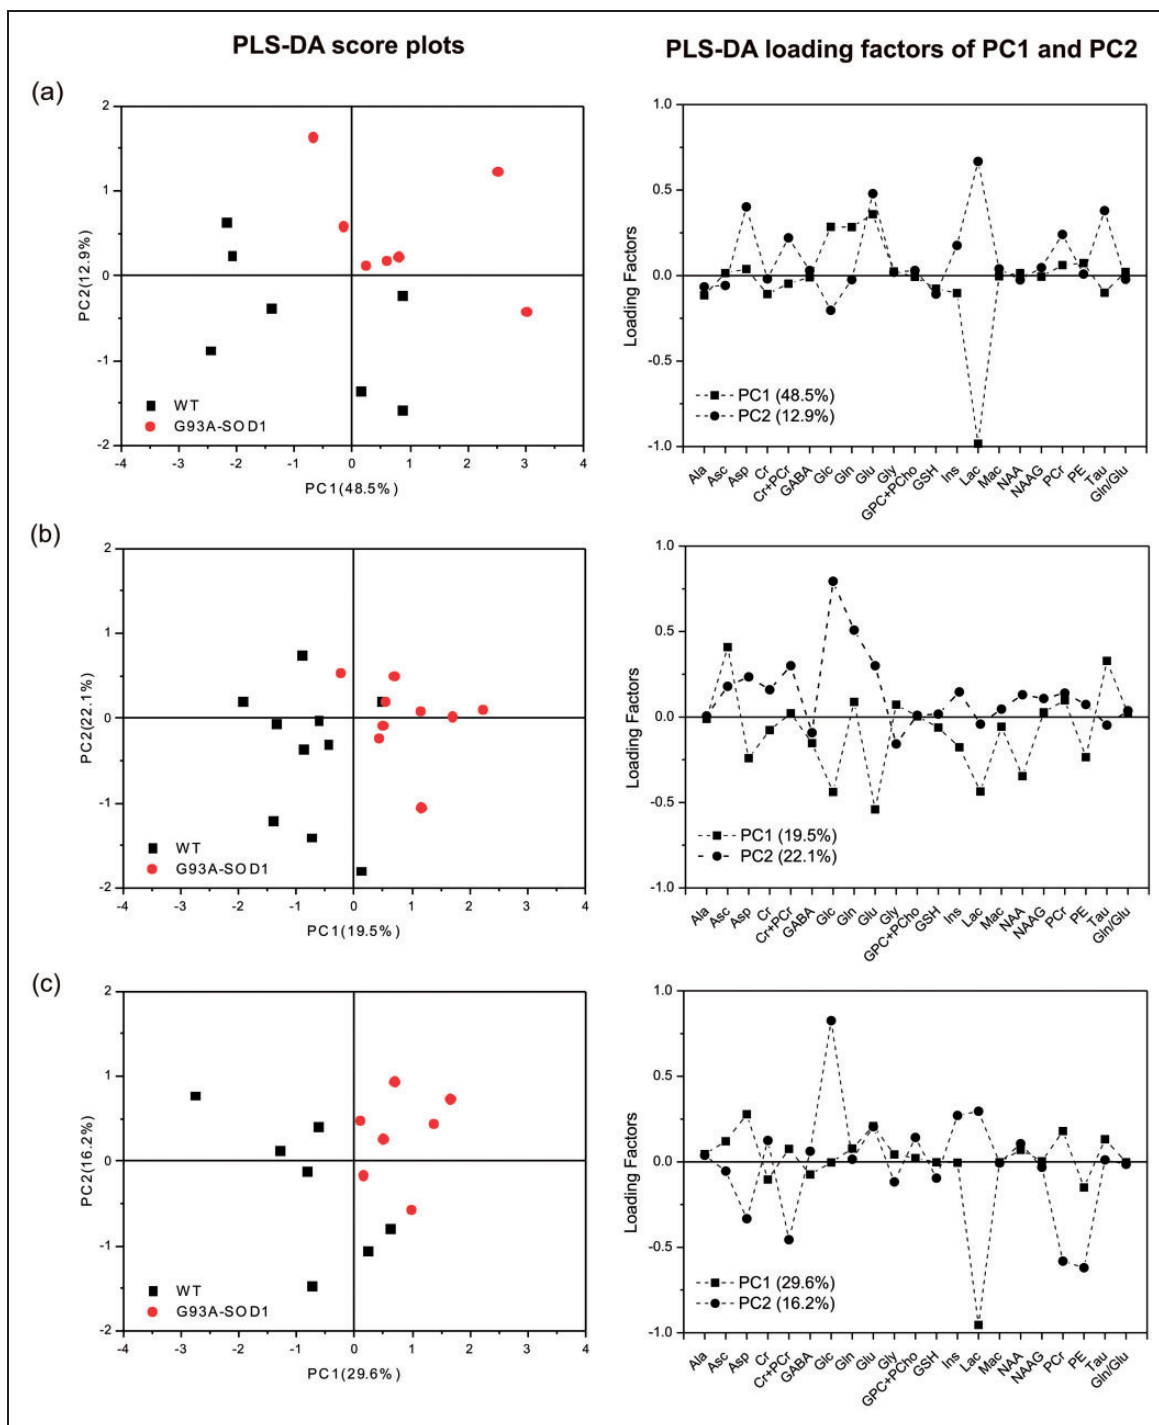 PLS-DA score plots
PLS-DA loading factors of PC1 and PC2
(a)
2
1
0
-1
-2
PC2(12.9%)
WT
G93A-SOD1
-4 -3 -2 -1 0 1 2 3 4
PC1(48.5%)
1.0
0.5
0.0
-0.5
-1.0
Loading Factors
PC1 (48.5%)
PC2 (12.9%)
Ala Asc Asp Cr Cr+PCr GABA Glc Gln Glu Gly GPC+PCho GSH Ins Lac Mac NAA NAAG PCr PE Tau Gln/Glu
(b)
2
1
0
-1
-2
PC2(22.1%)
WT
G93A-SOD1
-4 -3 -2 -1 0 1 2 3 4
PC1(19.5%)
1.0
0.5
0.0
-0.5
-1.0
Loading Factors
PC1 (19.5%)
PC2 (22.1%)
Ala Asc Asp Cr Cr+PCr GABA Glc Gln Glu Gly GPC+PCho GSH Ins Lac Mac NAA NAAG PCr PE Tau Gln/Glu
(c)
2
1
0
-1
-2
PC2(16.2%)
WT
G93A-SOD1
-4 -3 -2 -1 0 1 2 3 4
PC1(29.6%)
1.0
0.5
0.0
-0.5
-1.0
Loading Factors
PC1 (29.6%)
PC2 (16.2%)
Ala Asc Asp Cr Cr+PCr GABA Glc Gln Glu Gly GPC+PCho GSH Ins Lac Mac NAA NAAG PCr PE Tau Gln/Glu